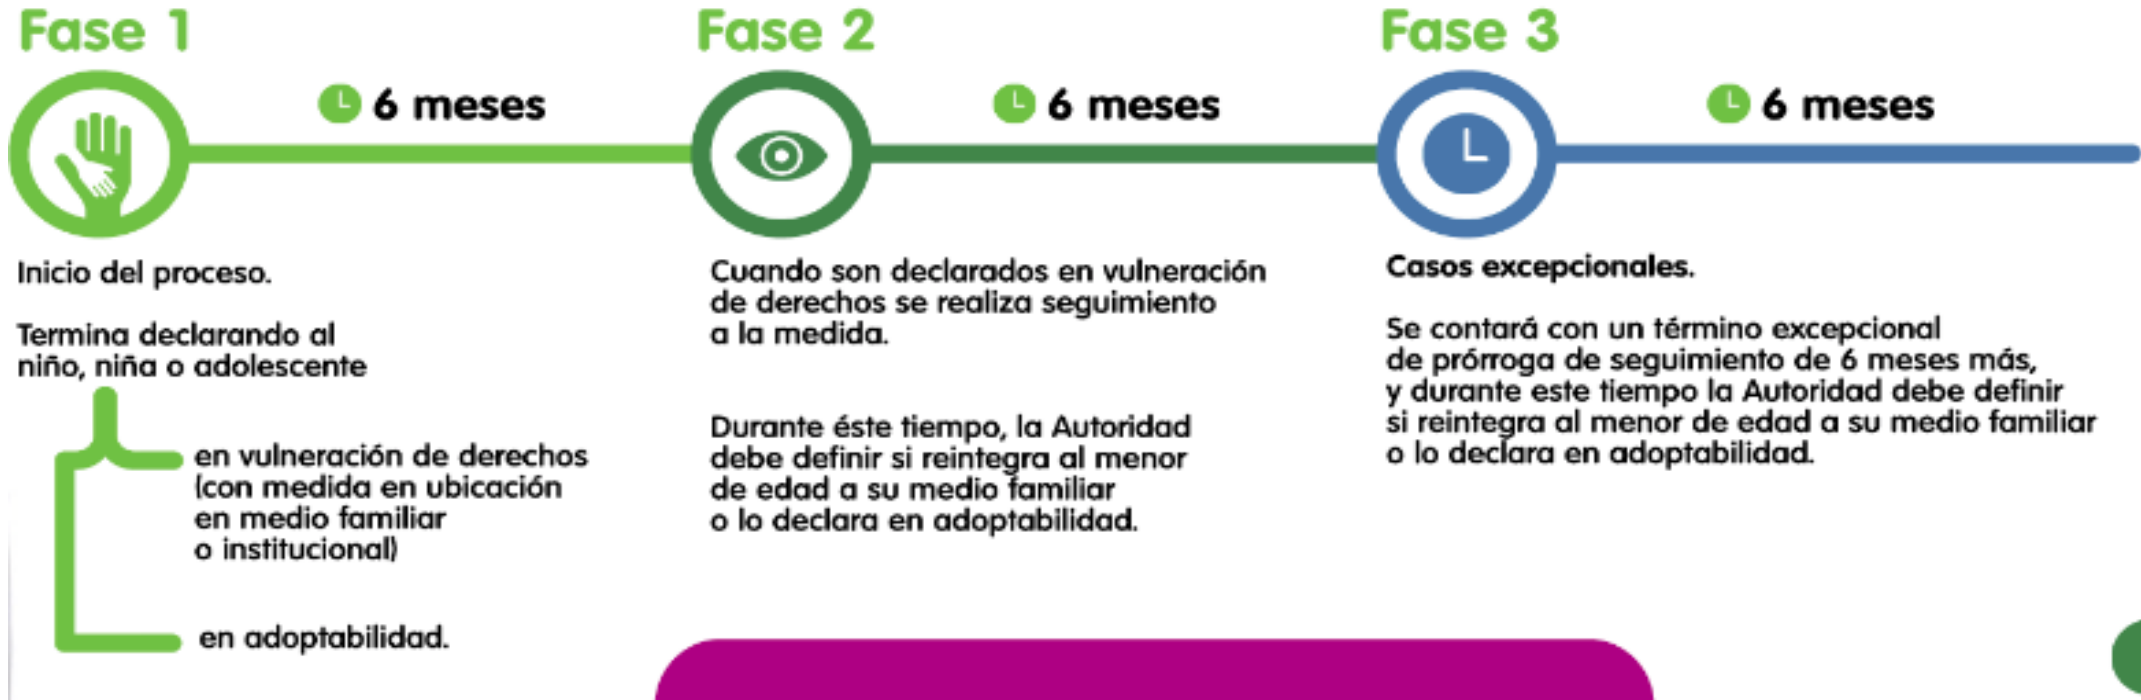 Fase 1
6 meses
Inicio del proceso.
Termina declarando al
niño, niña o adolescente
en vulneración de derechos
(con medida en ubicación
en medio familiar
o institucional)
en adoptabilidad.
Fase 2
6 meses
Cuando son declarados en vulneración
de derechos se realiza seguimiento
a la medida.
Durante éste tiempo, la Autoridad
debe definir si reintegra al menor
de edad a su medio familiar
o lo declara en adoptabilidad.
Fase 3
6 meses
Casos excepcionales.
Se contará con un término excepcional
de prórroga de seguimiento de 6 meses más,
y durante este tiempo la Autoridad debe definir
si reintegra al menor de edad a su medio familiar
o lo declara en adoptabilidad.